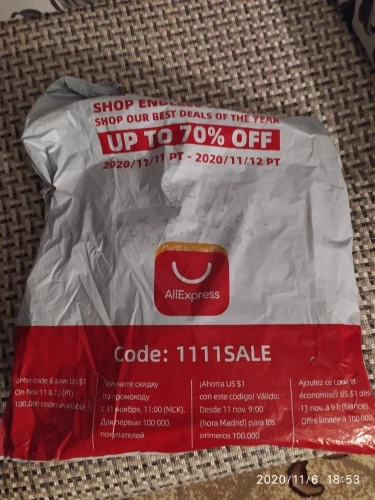 SHOP
SHOP OUR BEST DEALS OF THE YEAR
UP TO 70% OFF
2020/11/11 PT - 2020/11/12 PT
AliExpress
Code: 1111SALE
Enter code & save US $1
On Nov 11 & 12 (PT)
100,000 codes available
Получите скидку
по промокоду
с 11 ноября, 11:00 (МСК).
Для первых 100 000
покупателей
¡Ahorra US $1
con este código! Válido:
Desde 11 nov. 9:00
(hora Madrid) para los
primeros 100.000
Ajoutez ce code et
économisez US $1 dès
11 nov. à 9 h (France).
Offre limitée à 100 000
2020/11/6 18:53